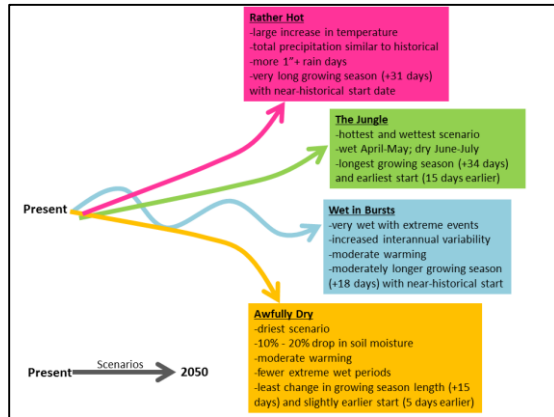 Rather Hot
-large increase in temperature
-total precipitation similar to historical
-more 1”+ rain days
-very long growing season (+31 days)
with near-historical start date
The Jungle
-hottest and wettest scenario
-wet April-May; dry June-July
-longest growing season (+34 days)
and earliest start (15 days earlier)
Present
Wet in Bursts
-very wet with extreme events
-increased interannual variability
-moderate warming
-moderately longer growing season
(+18 days) with near-historical start
Awfully Dry
-driest scenario
-10% - 20% drop in soil moisture
-moderate warming
-fewer extreme wet periods
-least change in growing season length (+15
days) and slightly earlier start (5 days earlier)
Present Scenarios 2050